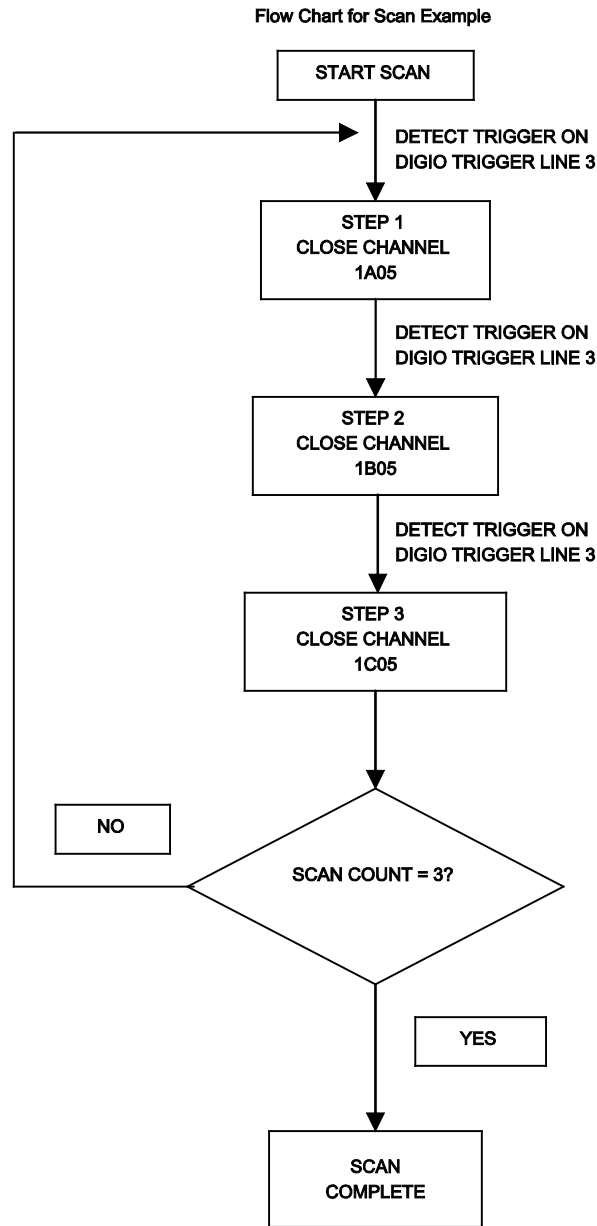 Flow Chart for Scan Example
START SCAN
DETECT TRIGGER ON
DIGIO TRIGGER LINE 3
STEP 1
CLOSE CHANNEL
1A05
DETECT TRIGGER ON
DIGIO TRIGGER LINE 3
STEP 2
CLOSE CHANNEL
1B05
DETECT TRIGGER ON
DIGIO TRIGGER LINE 3
STEP 3
CLOSE CHANNEL
1C05
NO
SCAN COUNT = 3?
YES
SCAN
COMPLETE